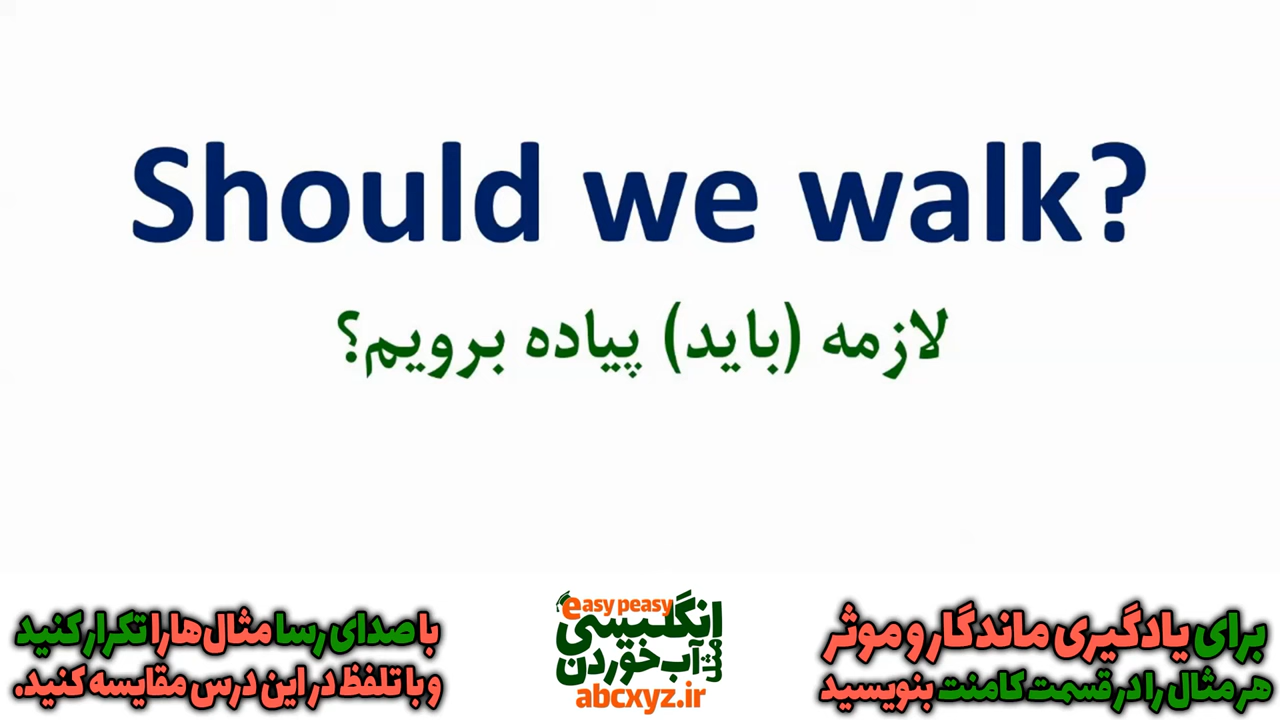 Should we walk?
لازمه (باید) پیاده برویم؟
برای یادگیری ماندگار و موثر
هر مثال را در قسمت کامنت بنویسید
easy peasy
انگلیسی
مثل آب خوردن
abcxyz.ir
با صدای رسا مثال‌ها را تکرار کنید
و با تلفظ در این درس مقایسه کنید.